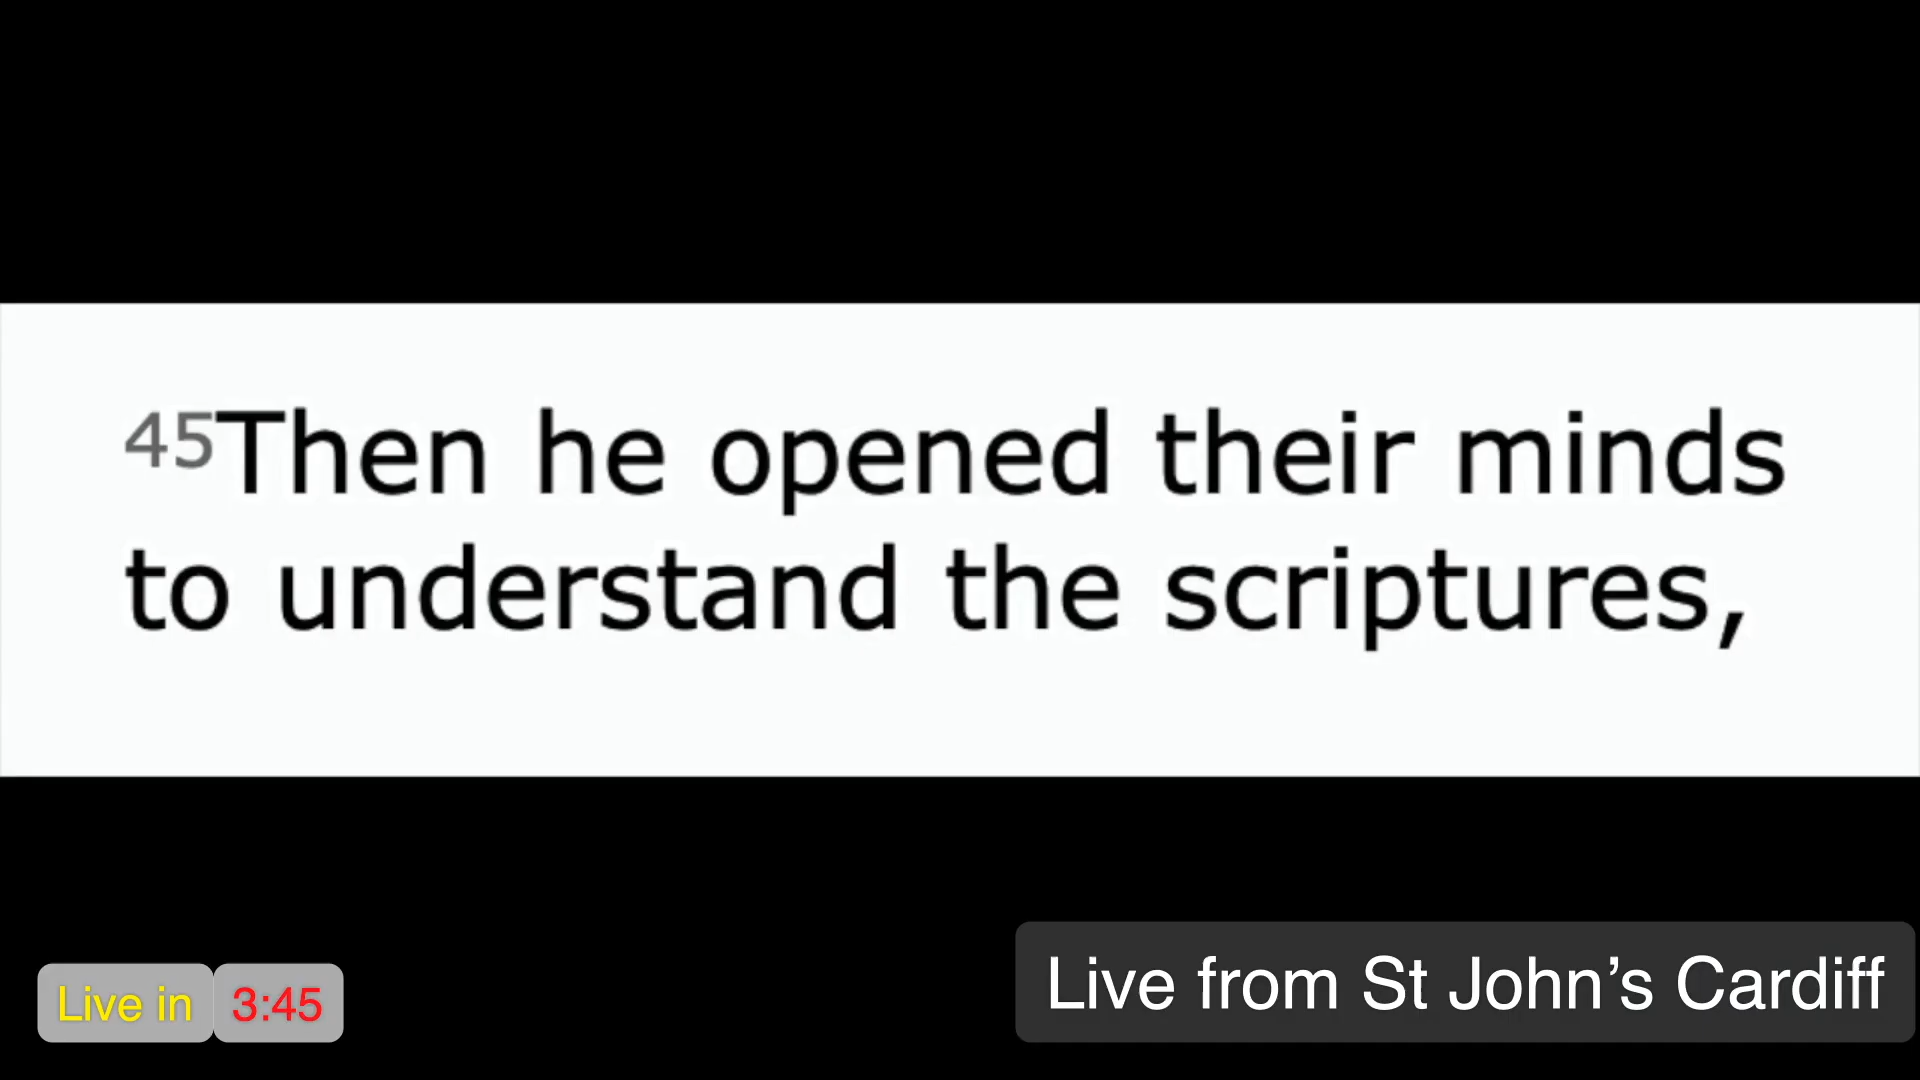 45Then he opened their minds
to understand the scriptures,
Live in 3:45
Live from St John’s Cardiff